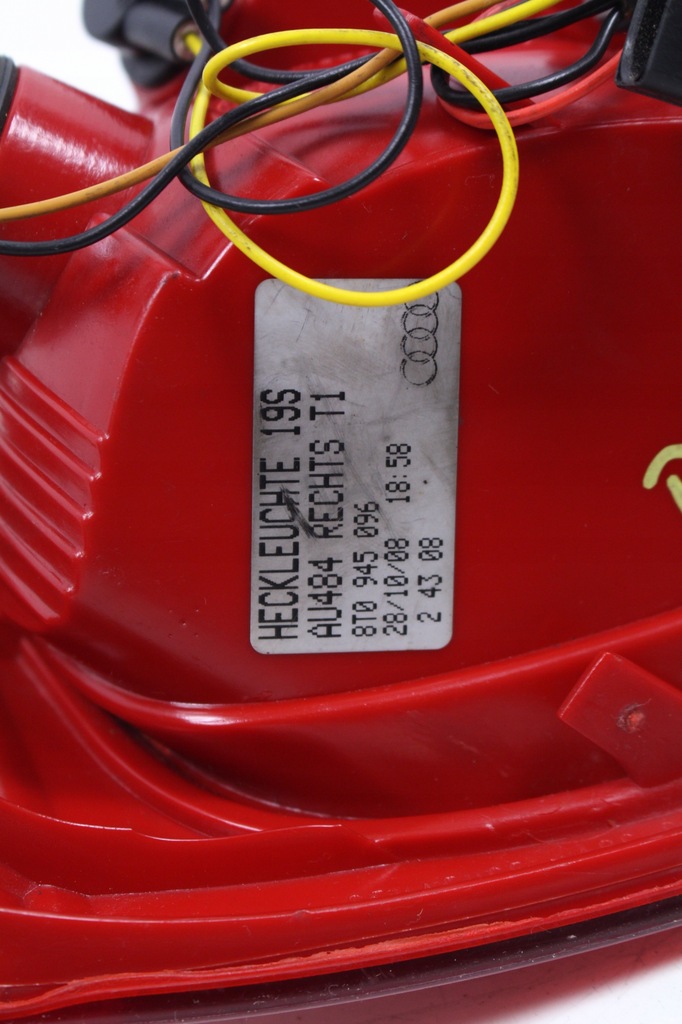 HECKLEUCHTE 19S
AU484 RECHTS T1
8T0 945 096
28/10/08 18:58
2 43 08